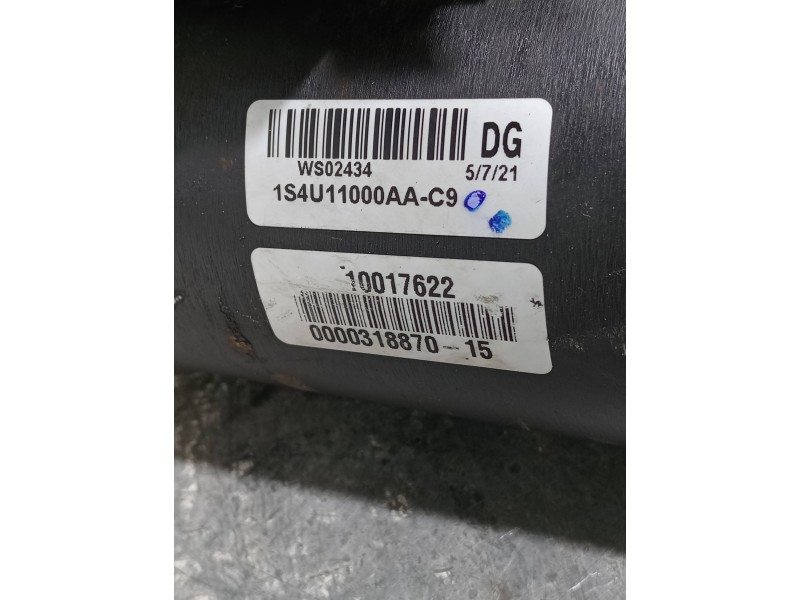 DG
WS02434 5/7/21
1S4U11000AA-C9
10017622
0000318870-15